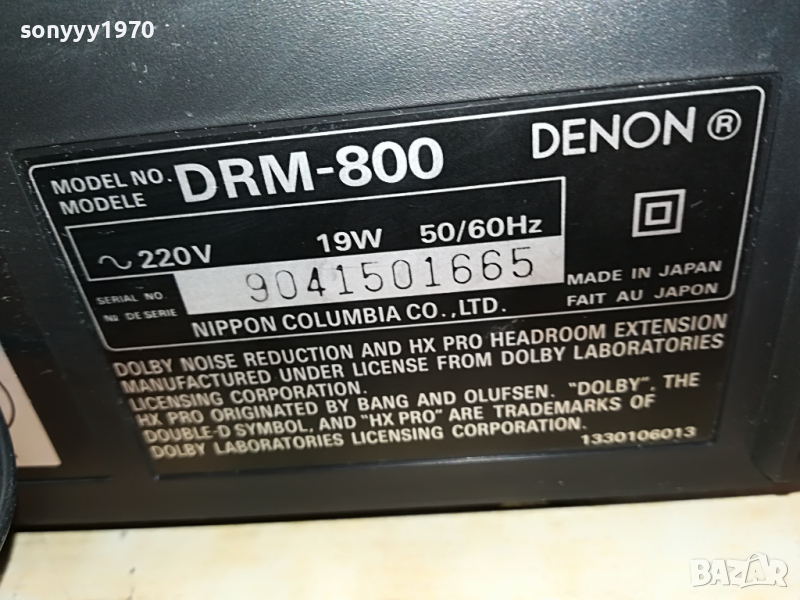 sonyyy1970
MODEL NO. DRM-800 DENON ®
MODELE
~ 220V 19W 50/60Hz
SERIAL NO. 9041501665
NU DE SERIE
MADE IN JAPAN
FAIT AU JAPON
NIPPON COLUMBIA CO., LTD.
DOLBY NOISE REDUCTION AND HX PRO HEADROOM EXTENSION
MANUFACTURED UNDER LICENSE FROM DOLBY LABORATORIES
LICENSING CORPORATION.
HX PRO ORIGINATED BY BANG AND OLUFSEN. "DOLBY", THE
DOUBLE-D SYMBOL, AND "HX PRO" ARE TRADEMARKS OF
DOLBY LABORATORIES LICENSING CORPORATION.
1330106013
BAZAR